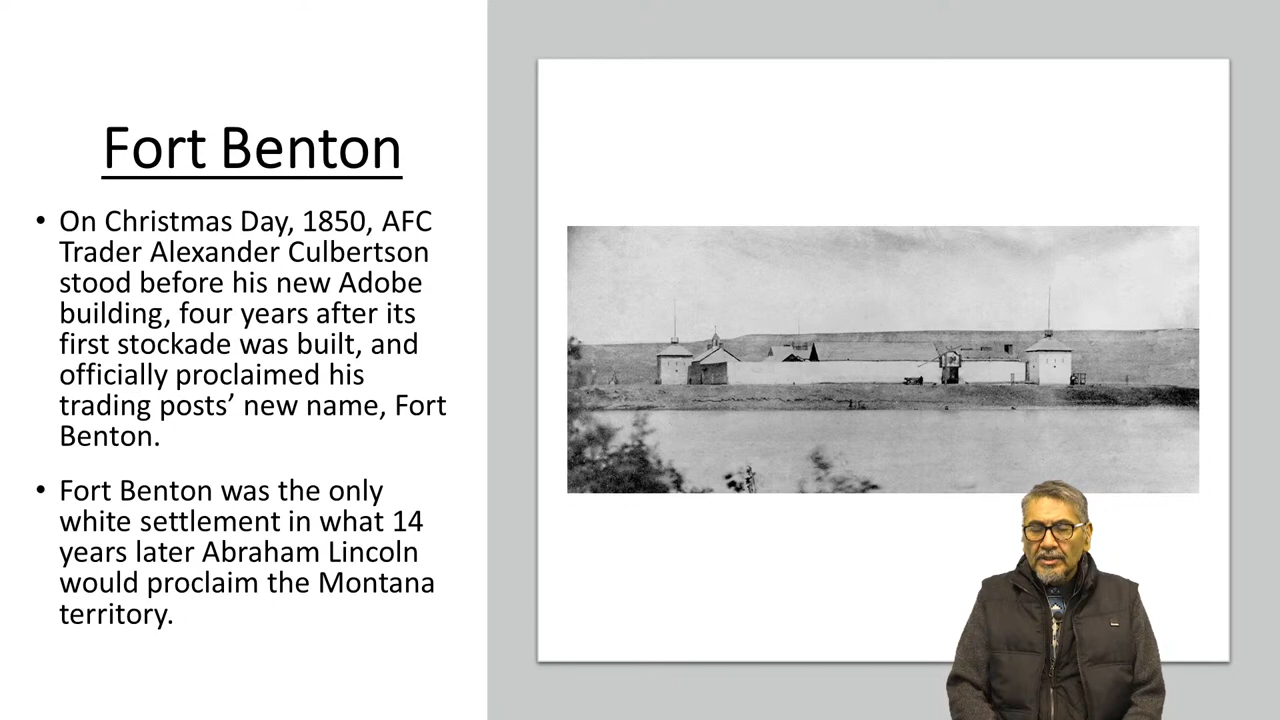 Fort Benton
• On Christmas Day, 1850, AFC
Trader Alexander Culbertson
stood before his new Adobe
building, four years after its
first stockade was built, and
officially proclaimed his
trading posts’ new name, Fort
Benton.
• Fort Benton was the only
white settlement in what 14
years later Abraham Lincoln
would proclaim the Montana
territory.